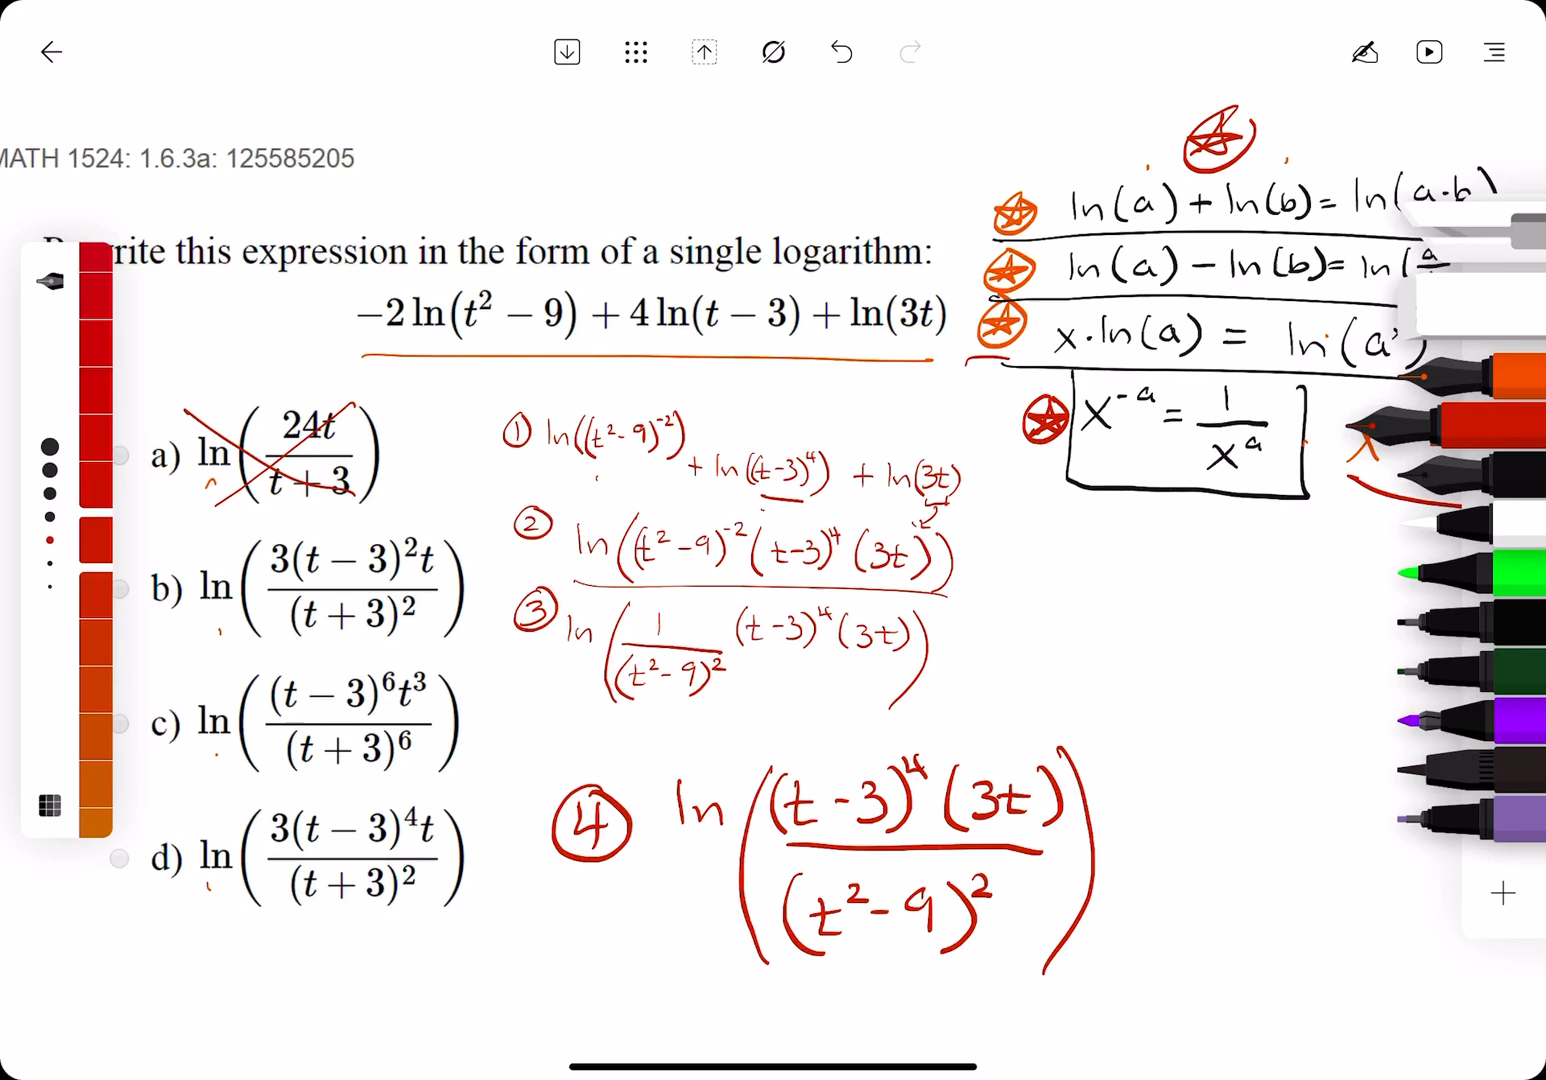 MATH 1524: 1.6.3a: 125585205
rite this expression in the form of a single logarithm:
−2 ln(t² − 9) + 4 ln(t − 3) + ln(3t)
ln(a) + ln(b) = ln(a·b)
ln(a) − ln(b) = ln(a
x·ln(a) = ln(a
x⁻ᵃ = 1/xᵃ
a) ln(24t/(t + 3))
b) ln(3(t − 3)²t/(t + 3)²)
c) ln((t − 3)⁶t³/(t + 3)⁶)
d) ln(3(t − 3)⁴t/(t + 3)²)
① ln((t² − 9)⁻²)
+ ln((t − 3)⁴) + ln(3t)
② ln((t² − 9)⁻²(t − 3)⁴(3t))
③ ln(1/(t² − 9)² (t − 3)⁴(3t))
④ ln((t − 3)⁴(3t)/(t² − 9)²)